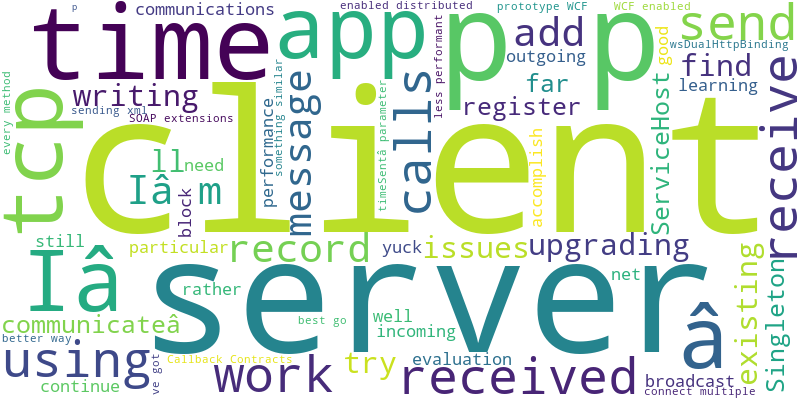 p
communications
enabled distributed
prototype WCF
WCF enabled
time
app
p
p
add
send
wsDualHttpBinding
every method
tcp
writing
sending xml
SOAP extensions
client
performance
something similar
message
timeSentâ parameter
calls
less performant
outgoing
far
register
good
find
learning
accomplish
ServiceHost
receive
ll
need
Iâ
m
block
still
particular
record
yuck
issues
upgrading
Iâ
server
rather
net
existing
Singleton
â
communicateâ
best go
well
incoming
better way
using
ve got
Callback Contracts
try
evaluation
continue
work
received
broadcast
connect multiple